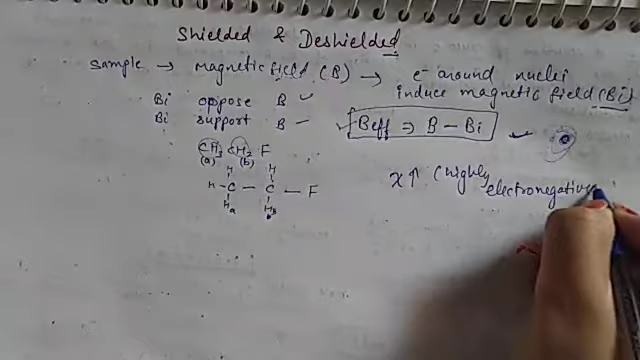 Shielded & Deshielded
Sample → magnetic field (B) → e⁻ around nuclei
induce magnetic field (Bi)
Bi oppose B ✓
Bi support B –
Beff ⇒ B – Bi ✓
CH3 CH2 F
(a) (b)
H H
H – C – C – F
Ha Hb
x ↑ (highly
electronegative